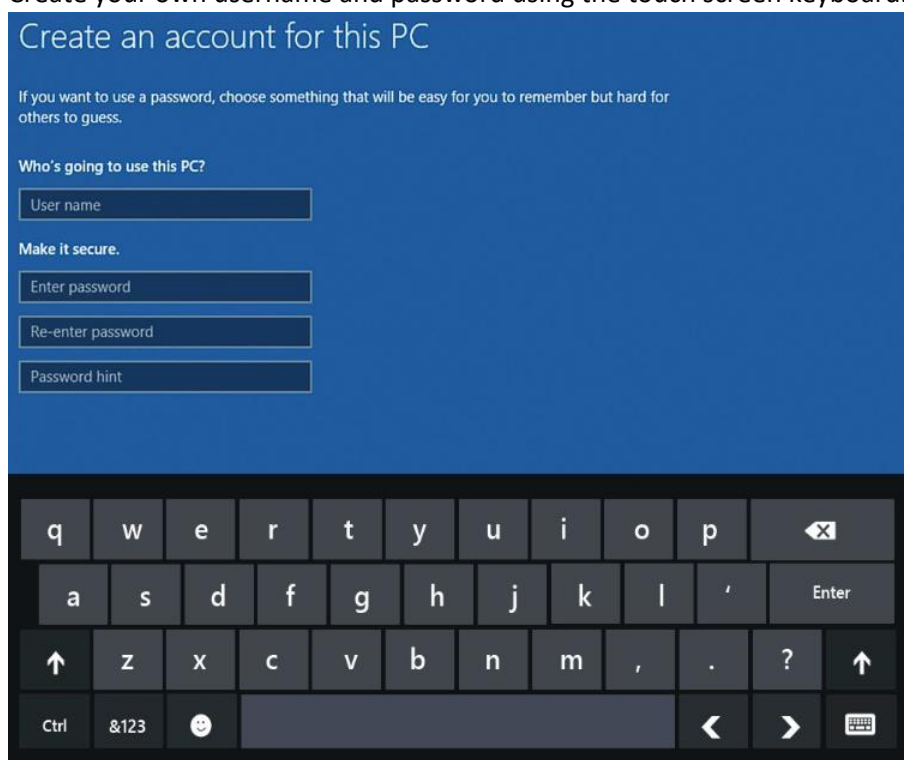 Create your own username and password using the touch screen keyboard.
Create an account for this PC
If you want to use a password, choose something that will be easy for you to remember but hard for
others to guess.
Who's going to use this PC?
User name
Make it secure.
Enter password
Re-enter password
Password hint
q w e r t y u i o p
a s d f g h j k l ' Enter
z x c v b n m , . ?
Ctrl &123